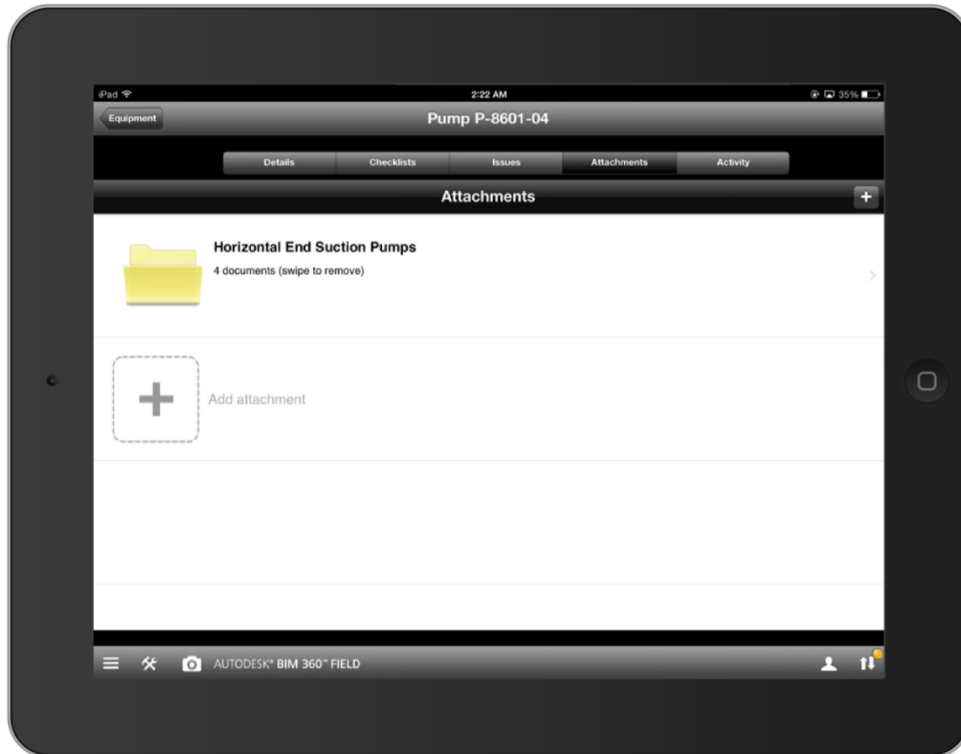 iPad 2:22 AM 35%
Equipment Pump P-8601-04
Details Checklists Issues Attachments Activity
Attachments
Horizontal End Suction Pumps
4 documents (swipe to remove)
Add attachment
AUTODESK® BIM 360™ FIELD